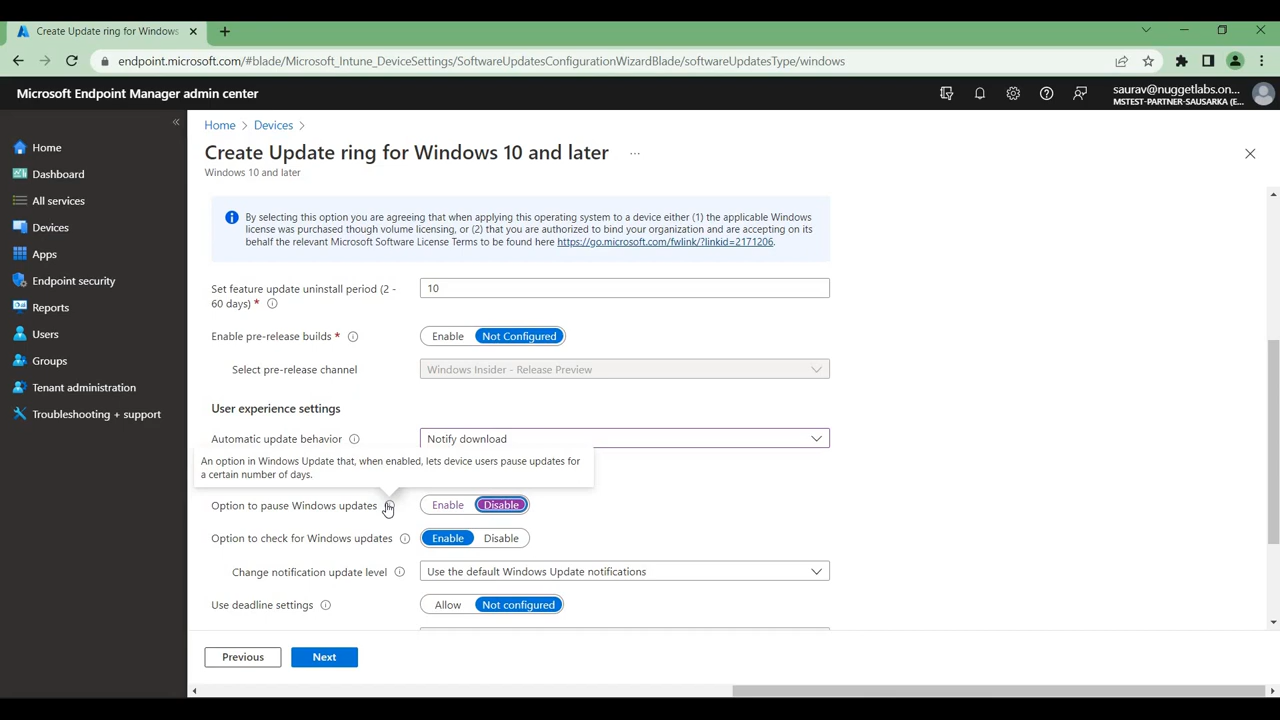 Create Update ring for Windows
endpoint.microsoft.com/#blade/Microsoft_Intune_DeviceSettings/SoftwareUpdatesConfigurationWizardBlade/softwareUpdatesType/windows
Microsoft Endpoint Manager admin center
saurav@nuggetlabs.on...
MSTEST-PARTNER-SAUSARKA (E...
Home
Dashboard
All services
Devices
Apps
Endpoint security
Reports
Users
Groups
Tenant administration
Troubleshooting + support
Home > Devices >
Create Update ring for Windows 10 and later ...
Windows 10 and later
By selecting this option you are agreeing that when applying this operating system to a device either (1) the applicable Windows
license was purchased though volume licensing, or (2) that you are authorized to bind your organization and are accepting on its
behalf the relevant Microsoft Software License Terms to be found here https://go.microsoft.com/fwlink/?linkid=2171206.
Set feature update uninstall period (2 - 10
60 days) *
Enable pre-release builds * Enable Not Configured
Select pre-release channel Windows Insider - Release Preview
User experience settings
Automatic update behavior Notify download
An option in Windows Update that, when enabled, lets device users pause updates for
a certain number of days.
Option to pause Windows updates Enable Disable
Option to check for Windows updates Enable Disable
Change notification update level Use the default Windows Update notifications
Use deadline settings Allow Not configured
Previous Next